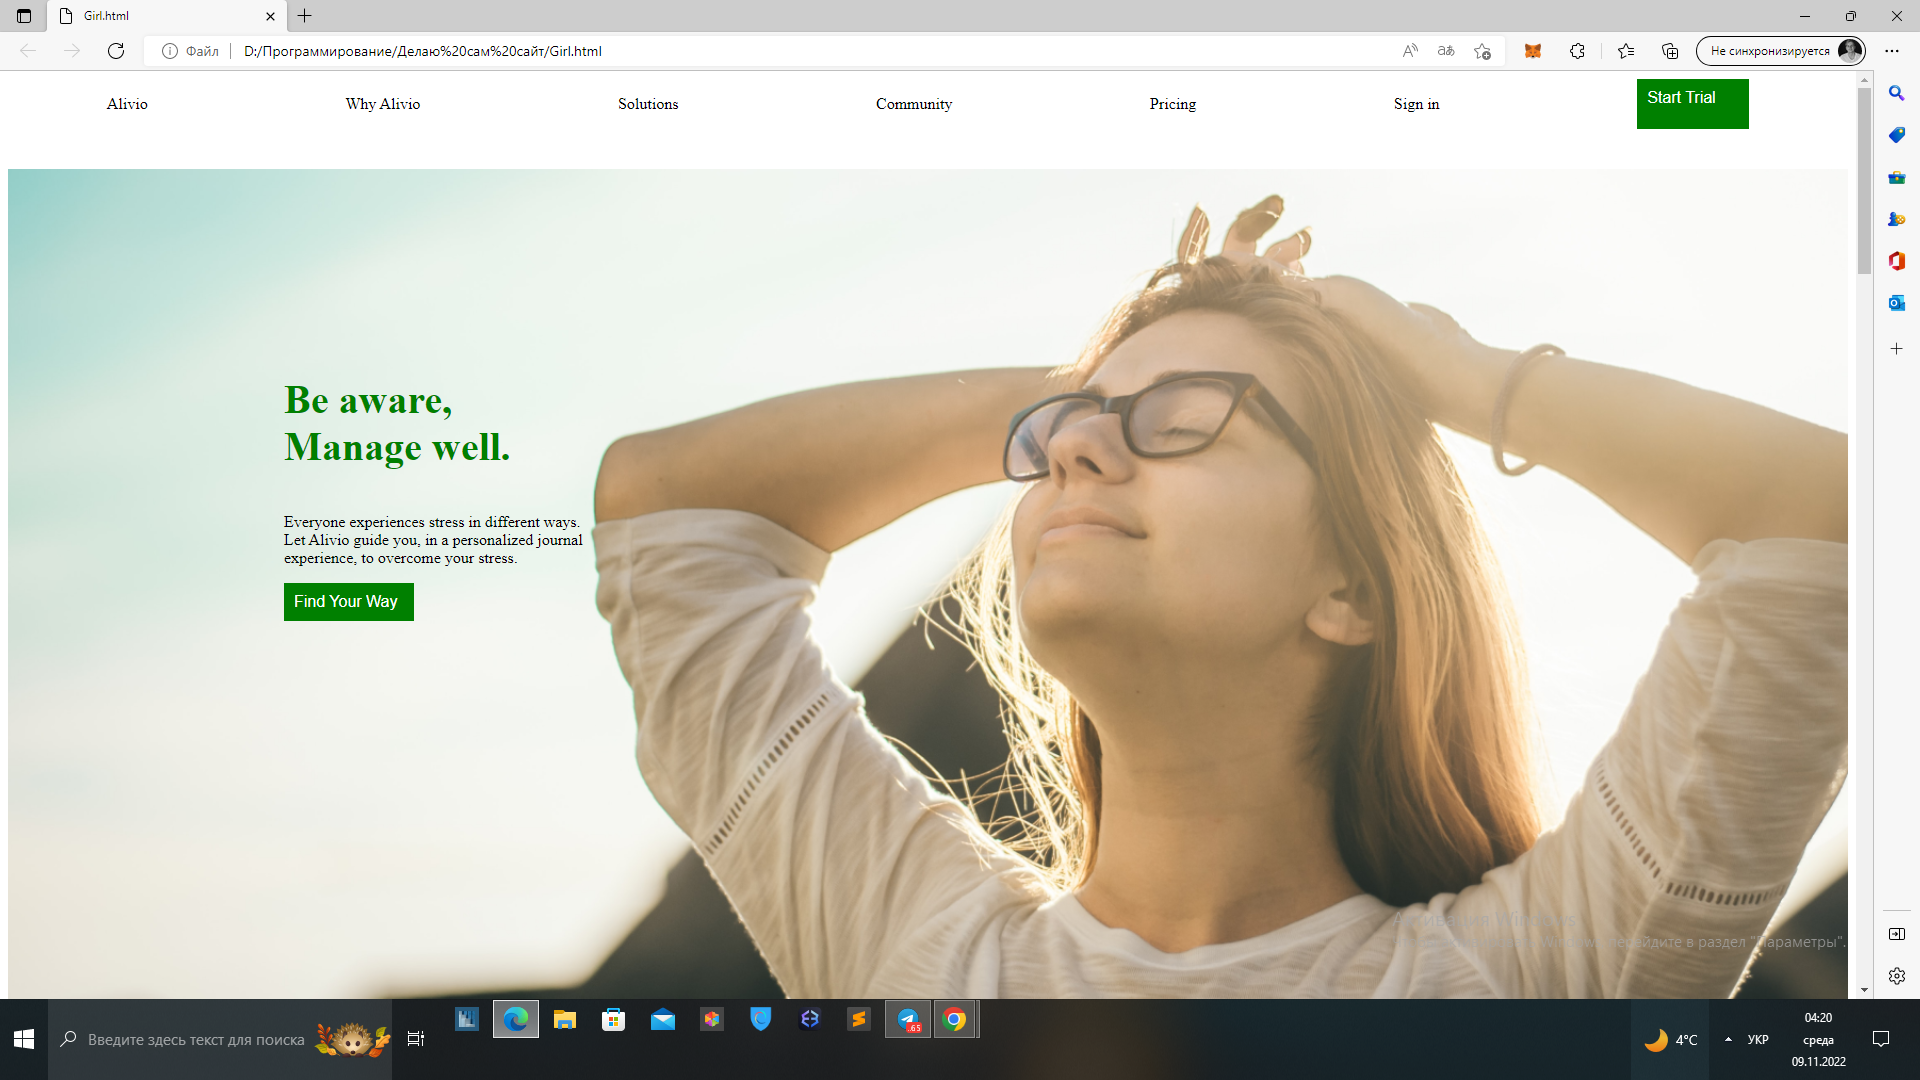 Girl.html
Файл
D:/Программирование/Делаю%20сам%20сайт/Girl.html
Не синхронизируется
Alivio
Why Alivio
Solutions
Community
Pricing
Sign in
Start Trial
Be aware,
Manage well.
Everyone experiences stress in different ways.
Let Alivio guide you, in a personalized journal
experience, to overcome your stress.
Find Your Way
Активация Windows
Windows, перейдите в раздел "Параметры".
Введите здесь текст для поиска
.65
4°C
УКР
04:20
среда
09.11.2022